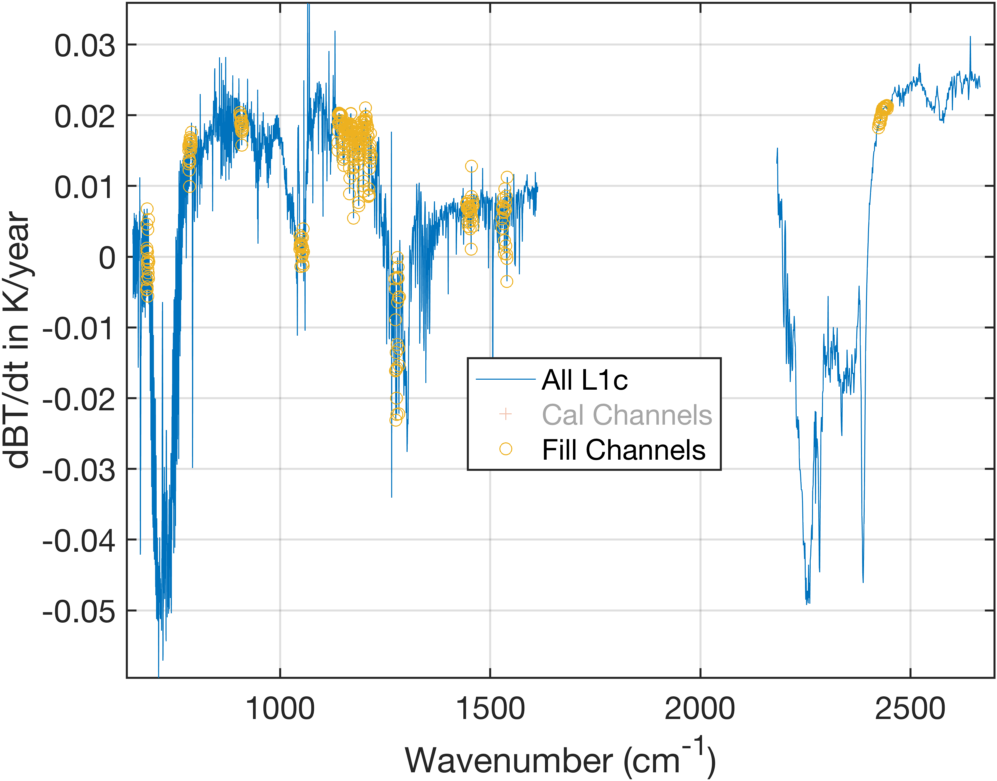 0.03
0.02
0.01
0
-0.01
-0.02
-0.03
-0.04
-0.05
dBT/dt in K/year
All L1c
Cal Channels
Fill Channels
1000
1500
2000
2500
Wavenumber (cm-1)